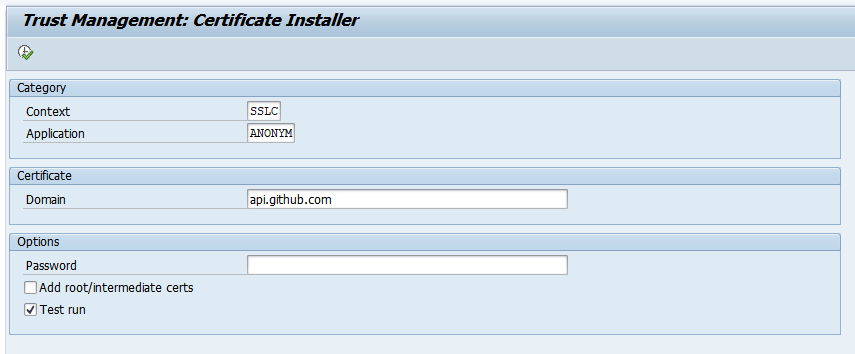 Trust Management: Certificate Installer
Category
Context SSLC
Application ANONYM
Certificate
Domain api.github.com
Options
Password
Add root/intermediate certs
Test run